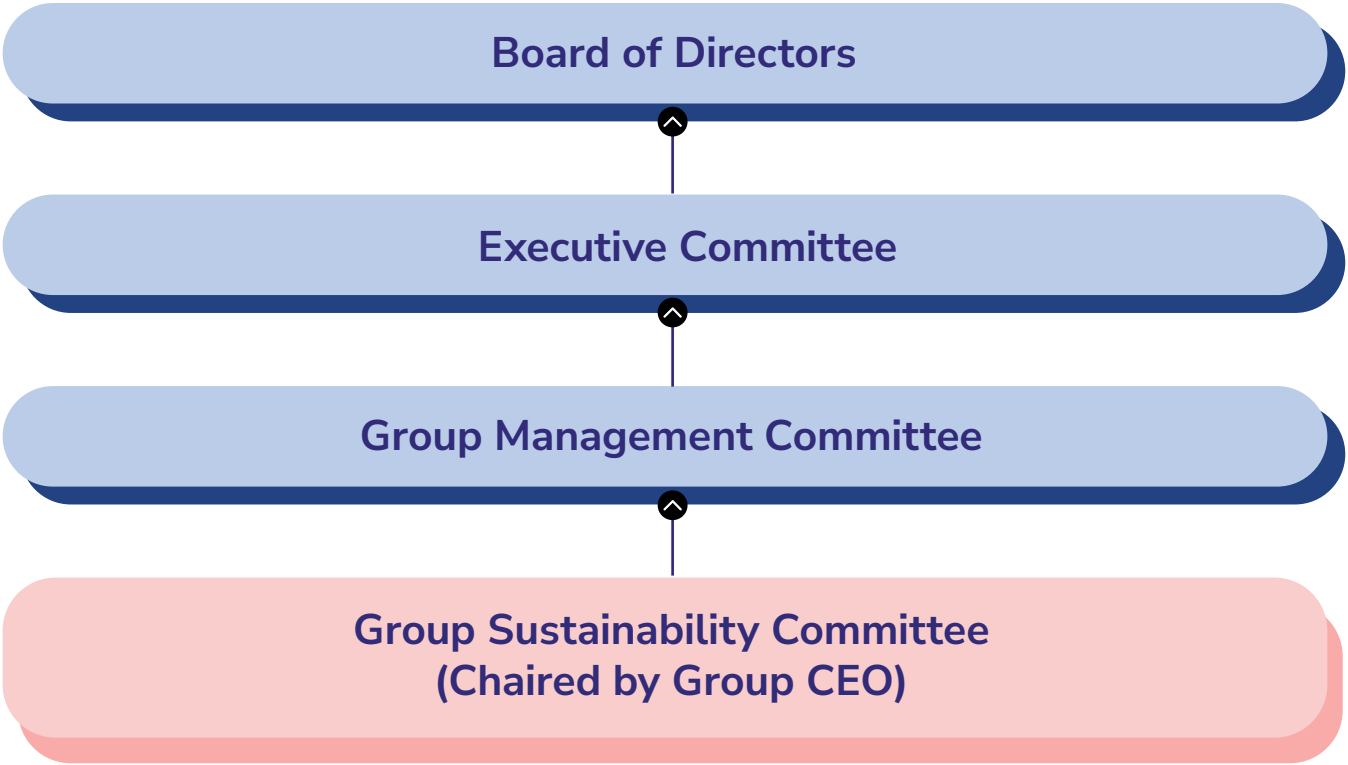 Board of Directors
Executive Committee
Group Management Committee
Group Sustainability Committee
(Chaired by Group CEO)